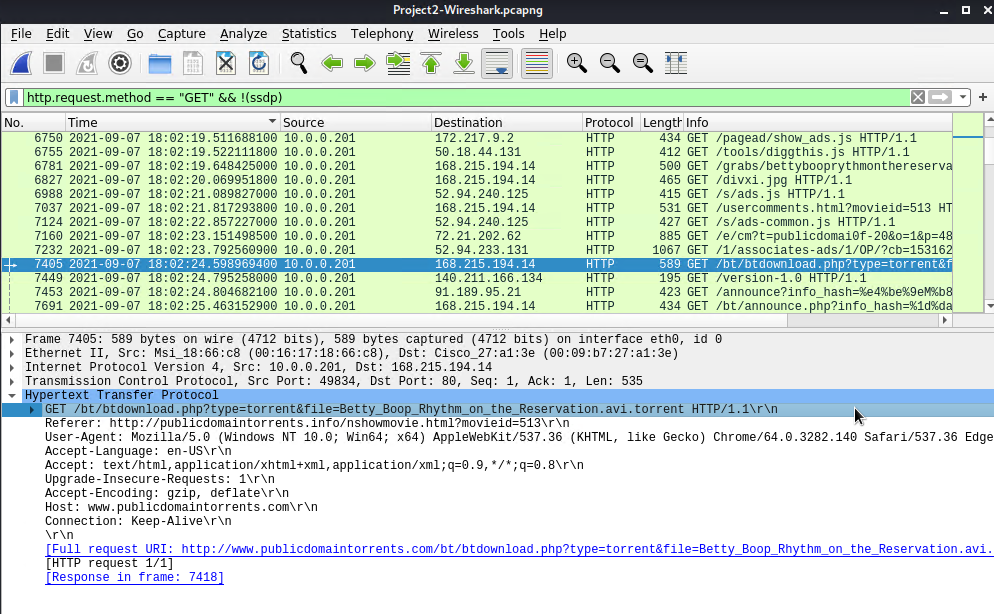 Project2-Wireshark.pcapng
File Edit View Go Capture Analyze Statistics Telephony Wireless Tools Help
http.request.method == "GET" && !(ssdp)
No. Time Source Destination Protocol Length Info
6750 2021-09-07 18:02:19.511688100 10.0.0.201 172.217.9.2 HTTP 434 GET /pagead/show_ads.js HTTP/1.1
6755 2021-09-07 18:02:19.522111800 10.0.0.201 50.18.44.131 HTTP 412 GET /tools/diggthis.js HTTP/1.1
6781 2021-09-07 18:02:19.648425000 10.0.0.201 168.215.194.14 HTTP 500 GET /grabs/bettybooprythmonthereserva
6827 2021-09-07 18:02:20.069951800 10.0.0.201 168.215.194.14 HTTP 465 GET /divxi.jpg HTTP/1.1
6988 2021-09-07 18:02:21.089827000 10.0.0.201 52.94.240.125 HTTP 415 GET /s/ads.js HTTP/1.1
7037 2021-09-07 18:02:21.817293800 10.0.0.201 168.215.194.14 HTTP 531 GET /usercomments.html?movieid=513 HT
7124 2021-09-07 18:02:22.857227000 10.0.0.201 52.94.240.125 HTTP 427 GET /s/ads-common.js HTTP/1.1
7160 2021-09-07 18:02:23.151498500 10.0.0.201 72.21.202.62 HTTP 885 GET /e/cm?t=publicdomai0f-20&o=1&p=48
7232 2021-09-07 18:02:23.792560900 10.0.0.201 52.94.233.131 HTTP 1067 GET /1/associates-ads/1/OP/?cb=153162
7405 2021-09-07 18:02:24.598969400 10.0.0.201 168.215.194.14 HTTP 589 GET /bt/btdownload.php?type=torrent&f
7449 2021-09-07 18:02:24.795258000 10.0.0.201 140.211.166.134 HTTP 195 GET /version-1.0 HTTP/1.1
7453 2021-09-07 18:02:24.804682100 10.0.0.201 91.189.95.21 HTTP 423 GET /announce?info_hash=%e4%be%9eM%b8
7691 2021-09-07 18:02:25.463152900 10.0.0.201 168.215.194.14 HTTP 434 GET /bt/announce.php?info_hash=%1d%da
Frame 7405: 589 bytes on wire (4712 bits), 589 bytes captured (4712 bits) on interface eth0, id 0
Ethernet II, Src: Msi_18:66:c8 (00:16:17:18:66:c8), Dst: Cisco_27:a1:3e (00:09:b7:27:a1:3e)
Internet Protocol Version 4, Src: 10.0.0.201, Dst: 168.215.194.14
Transmission Control Protocol, Src Port: 49834, Dst Port: 80, Seq: 1, Ack: 1, Len: 535
Hypertext Transfer Protocol
GET /bt/btdownload.php?type=torrent&file=Betty_Boop_Rhythm_on_the_Reservation.avi.torrent HTTP/1.1\r\n
Referer: http://publicdomaintorrents.info/nshowmovie.html?movieid=513\r\n
User-Agent: Mozilla/5.0 (Windows NT 10.0; Win64; x64) AppleWebKit/537.36 (KHTML, like Gecko) Chrome/64.0.3282.140 Safari/537.36 Edge
Accept-Language: en-US\r\n
Accept: text/html,application/xhtml+xml,application/xml;q=0.9,*/*;q=0.8\r\n
Upgrade-Insecure-Requests: 1\r\n
Accept-Encoding: gzip, deflate\r\n
Host: www.publicdomaintorrents.com\r\n
Connection: Keep-Alive\r\n
\r\n
[Full request URI: http://www.publicdomaintorrents.com/bt/btdownload.php?type=torrent&file=Betty_Boop_Rhythm_on_the_Reservation.avi.
[HTTP request 1/1]
[Response in frame: 7418]